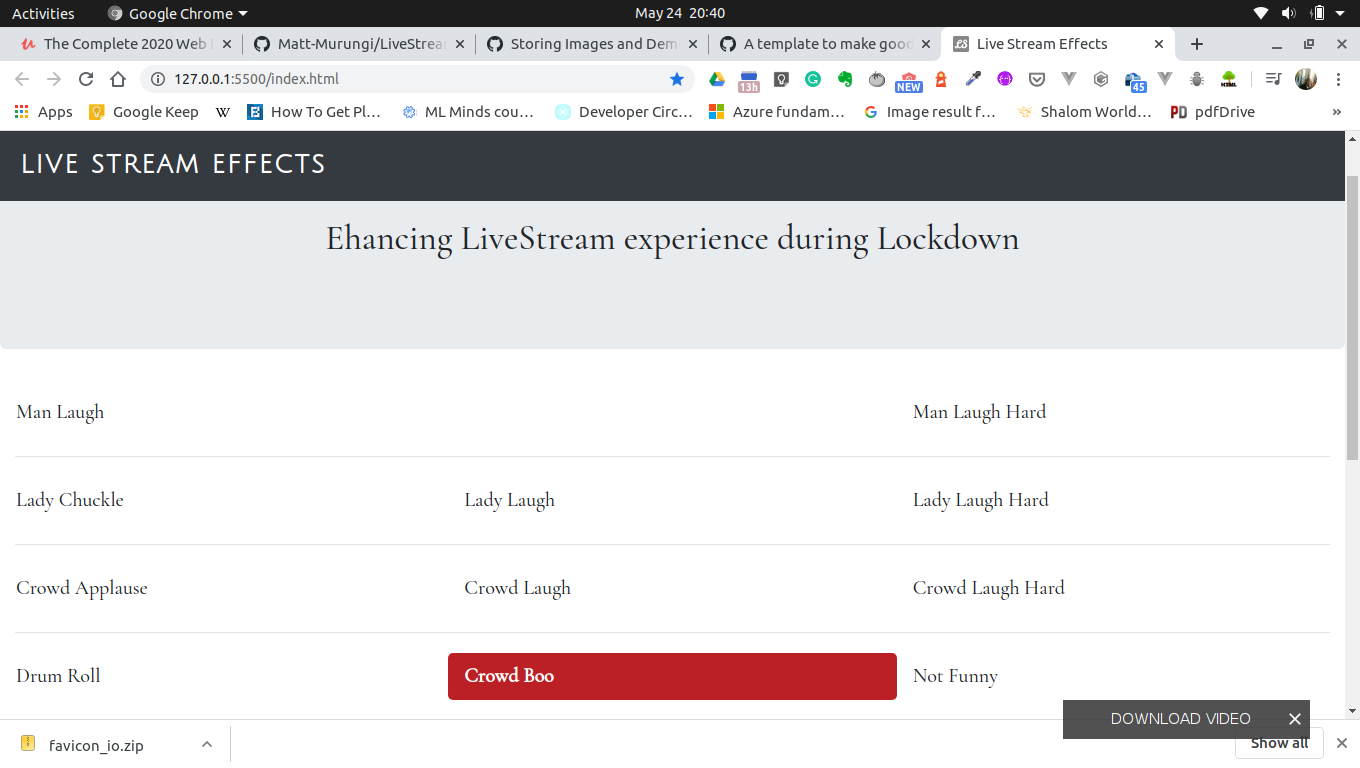 Activities Google Chrome May 24 20:40
The Complete 2020 Web Matt-Murungi/LiveStrea Storing Images and Dem A template to make good Live Stream Effects
127.0.0.1:5500/index.html 13h NEW 45
Apps Google Keep W How To Get Pl... ML Minds cou... Developer Circ... Azure fundam... Image result f... Shalom World... PD pdfDrive »
LIVE STREAM EFFECTS
Ehancing LiveStream experience during Lockdown
Man Laugh Man Laugh Hard
Lady Chuckle Lady Laugh Lady Laugh Hard
Crowd Applause Crowd Laugh Crowd Laugh Hard
Drum Roll Crowd Boo Not Funny
DOWNLOAD VIDEO
favicon_io.zip Show all